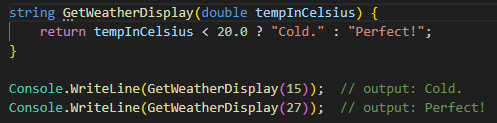 string GetWeatherDisplay(double tempInCelsius) {
    return tempInCelsius < 20.0 ? "Cold." : "Perfect!";
}

Console.WriteLine(GetWeatherDisplay(15));  // output: Cold.
Console.WriteLine(GetWeatherDisplay(27));  // output: Perfect!